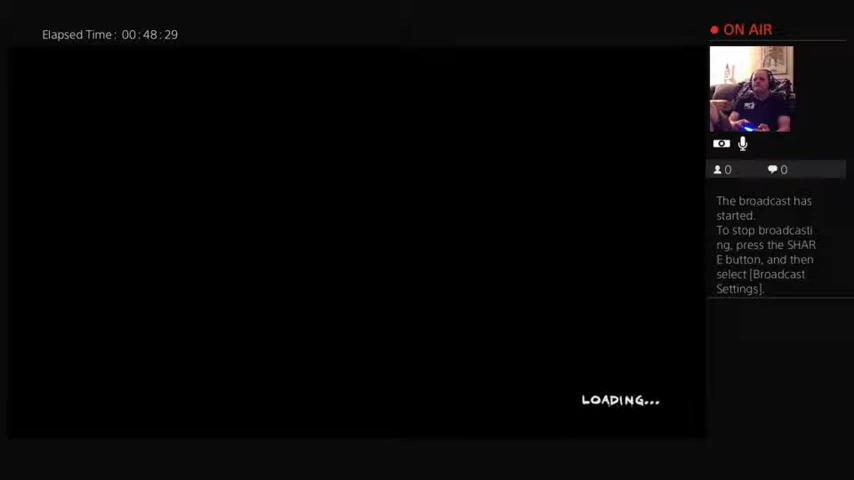 Elapsed Time: 00:48:29
ON AIR
0
0
The broadcast has
started.
To stop broadcasti
ng, press the SHAR
E button, and then
select [Broadcast
Settings].
LOADING...